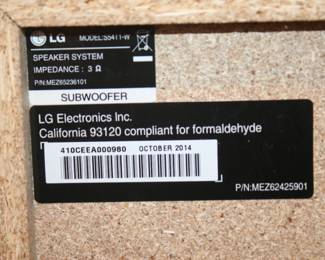 LG MODEL:S54T1-W
SPEAKER SYSTEM
IMPEDANCE : 3 Ω
P/N:MEZ65236101
SUBWOOFER
LG Electronics Inc.
California 93120 compliant for formaldehyde
410CEEA000980 OCTOBER 2014
P/N:MEZ62425901